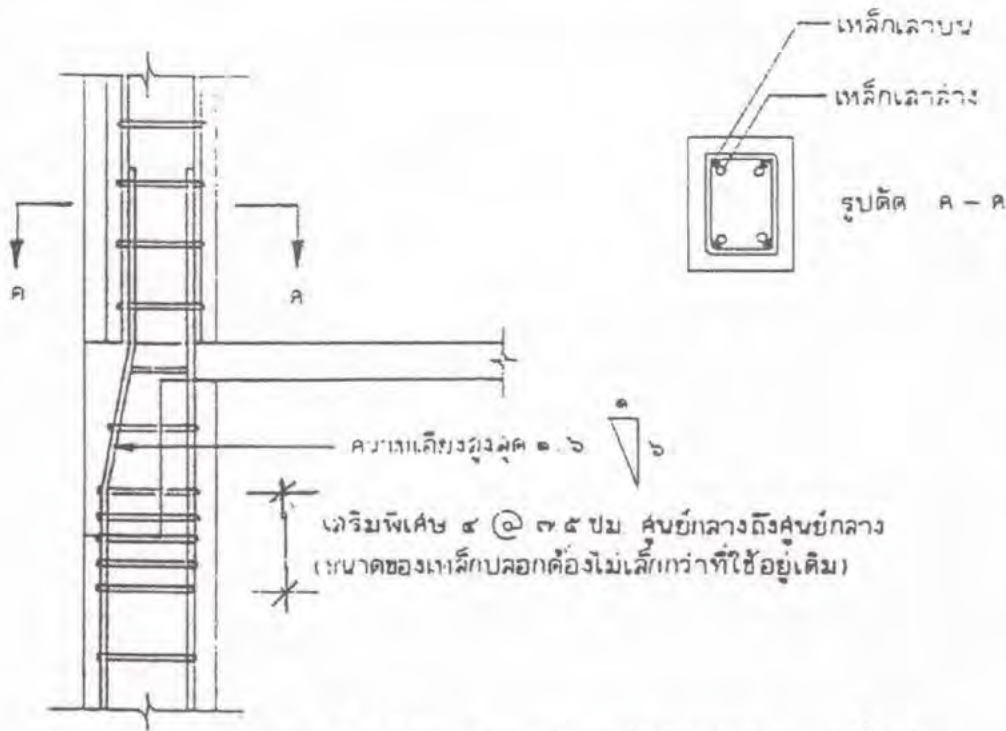 เหล็กเสาบน
เหล็กเสาล่าง
รูปตัด ค – ค
ค
ค
๑
ความเอียงสูงสุด ๑ : ๖
๖
เสริมพิเศษ ๔ @ ๗.๕ ซม. ศูนย์กลางถึงศูนย์กลาง
(ขนาดของเหล็กปลอกต้องไม่เล็กกว่าที่ใช้อยู่เดิม)